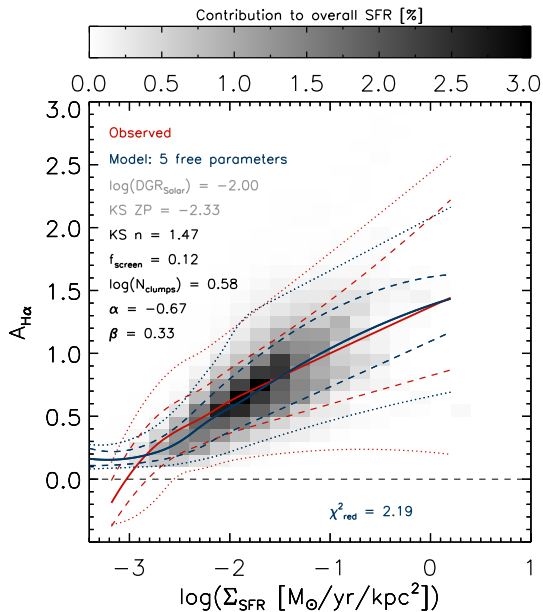 Contribution to overall SFR [%]
0.0 0.5 1.0 1.5 2.0 2.5 3.0
3.0
2.5
2.0
1.5
1.0
0.5
0.0
A_Hα
Observed
Model: 5 free parameters
log(DGR_Solar) = −2.00
KS ZP = −2.33
KS n = 1.47
f_screen = 0.12
log(N_clumps) = 0.58
α = −0.67
β = 0.33
χ²_red = 2.19
−3 −2 −1 0 1
log(Σ_SFR [M_⊙/yr/kpc²])